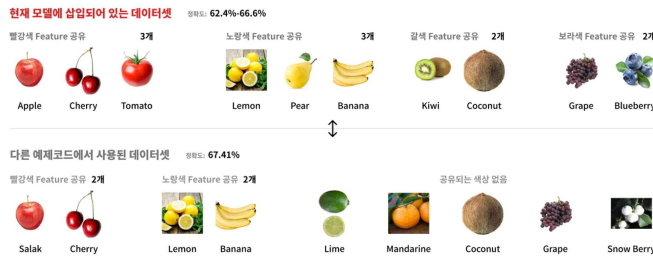 현재 모델에 삽입되어 있는 데이터셋 정확도: 62.4%-66.6%
빨강색 Feature 공유 3개 노랑색 Feature 공유 3개 갈색 Feature 공유 2개 보라색 Feature 공유 2개
Apple Cherry Tomato Lemon Pear Banana Kiwi Coconut Grape Blueberry
다른 예제코드에서 사용된 데이터셋 정확도: 67.41%
빨강색 Feature 공유 2개 노랑색 Feature 공유 2개 공유되는 색상 없음
Salak Cherry Lemon Banana Lime Mandarine Coconut Grape Snow Berry